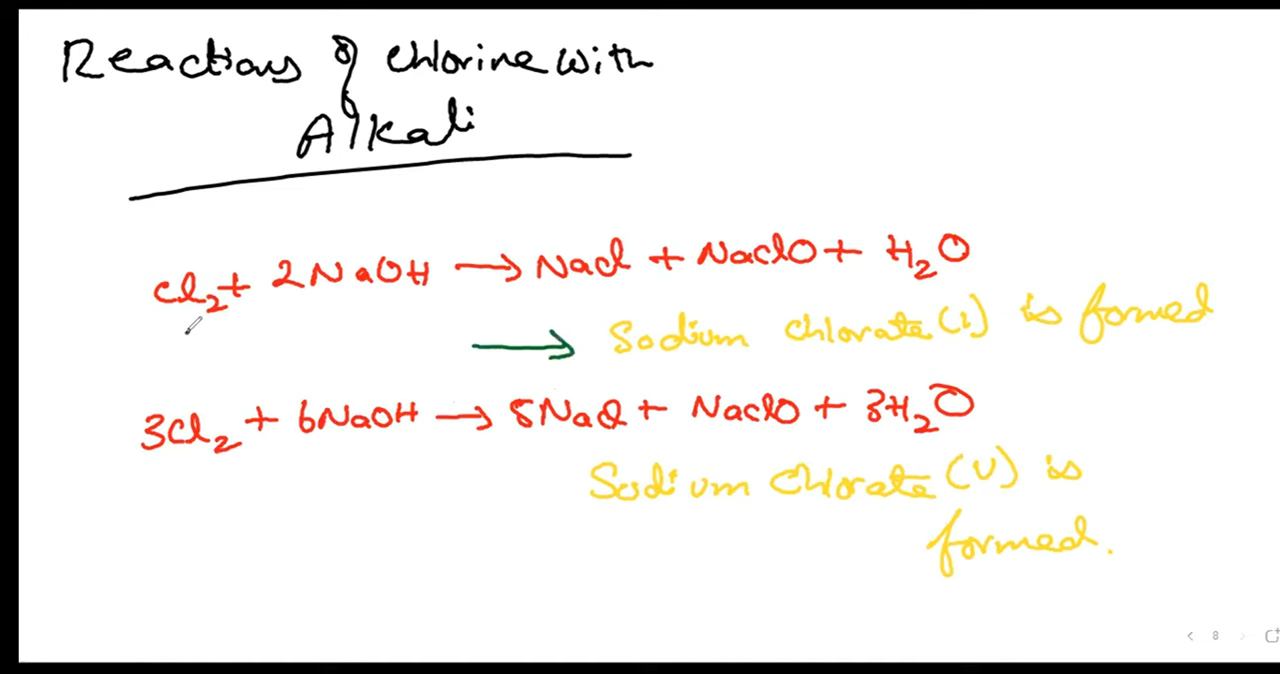 Reactions of chlorine with
Alkali
Cl2 + 2NaOH → NaCl + NaClO + H2O
→ Sodium chlorate (I) is formed
3Cl2 + 6NaOH → 5NaCl + NaClO + 3H2O
Sodium chlorate (V) is
formed.
8